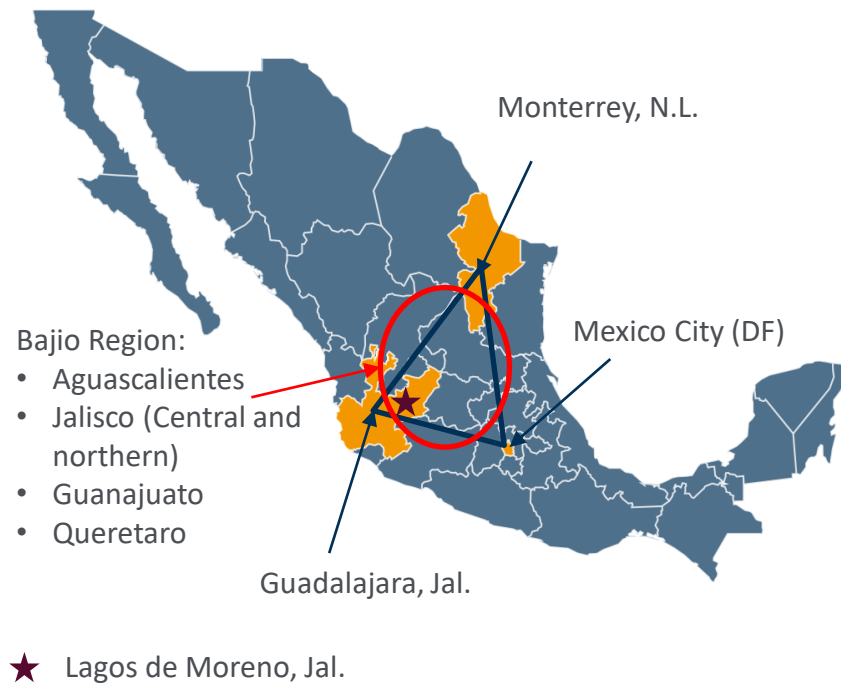 Monterrey, N.L.
Mexico City (DF)
Bajio Region:
• Aguascalientes
• Jalisco (Central and
northern)
• Guanajuato
• Queretaro
Guadalajara, Jal.
Lagos de Moreno, Jal.